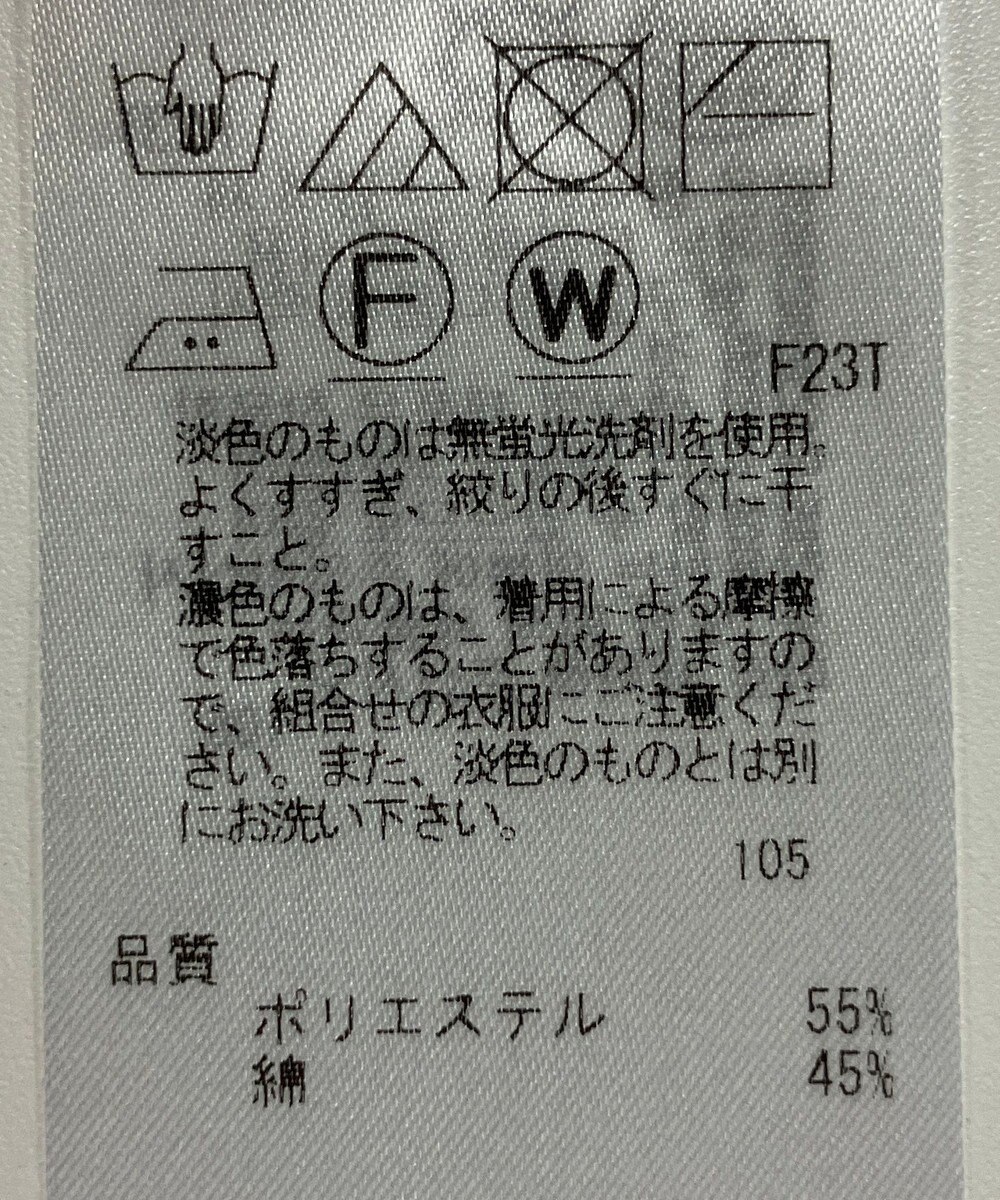 F W
F23T
淡色のものは無蛍光洗剤を使用。
よくすすぎ、絞りの後すぐに干
すこと。
濃色のものは、着用による摩擦
で色落ちすることがありますの
で、組合せの衣服にご注意くだ
さい。また、淡色のものとは別
にお洗い下さい。
105
品質
ポリエステル 55%
綿 45%